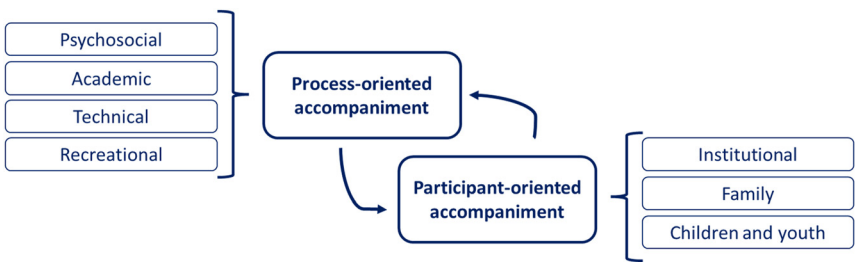 Psychosocial
Academic
Technical
Recreational
Process-oriented
accompaniment
Participant-oriented
accompaniment
Institutional
Family
Children and youth